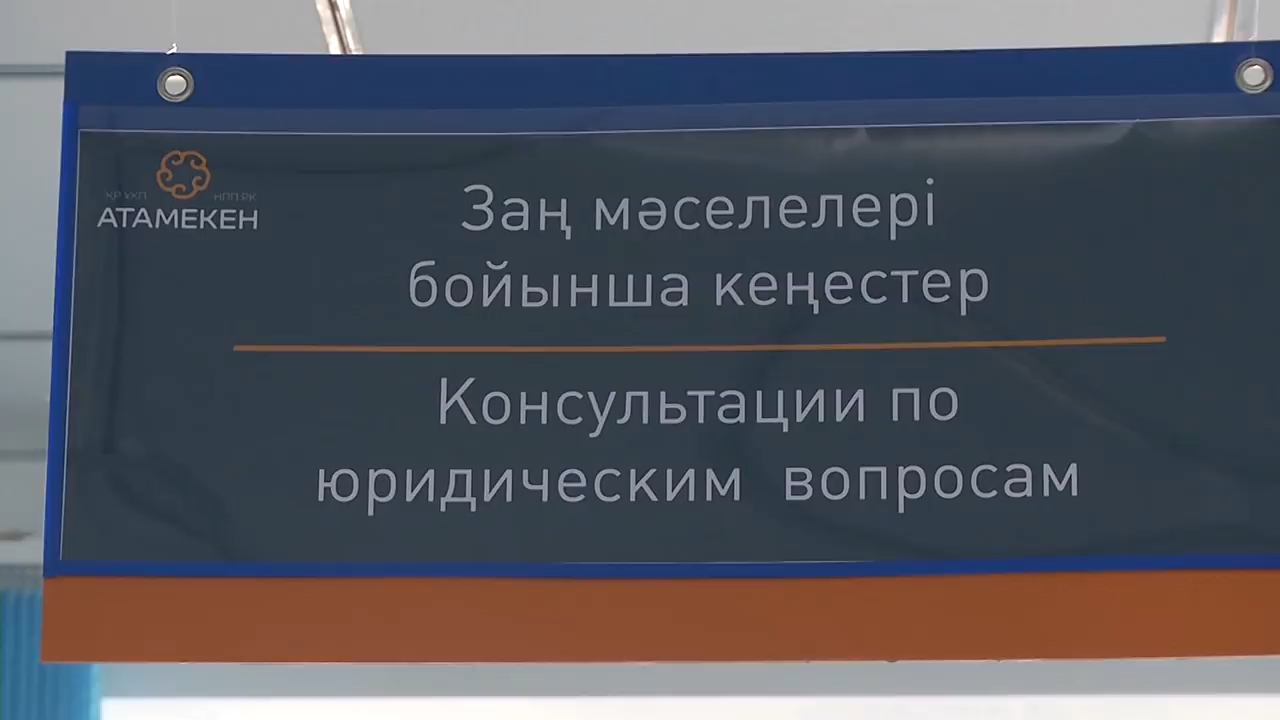 ҚР ҰКП НПП РК
АТАМЕКЕН
Заң мәселелері
бойынша кеңестер
Консультации по
юридическим вопросам